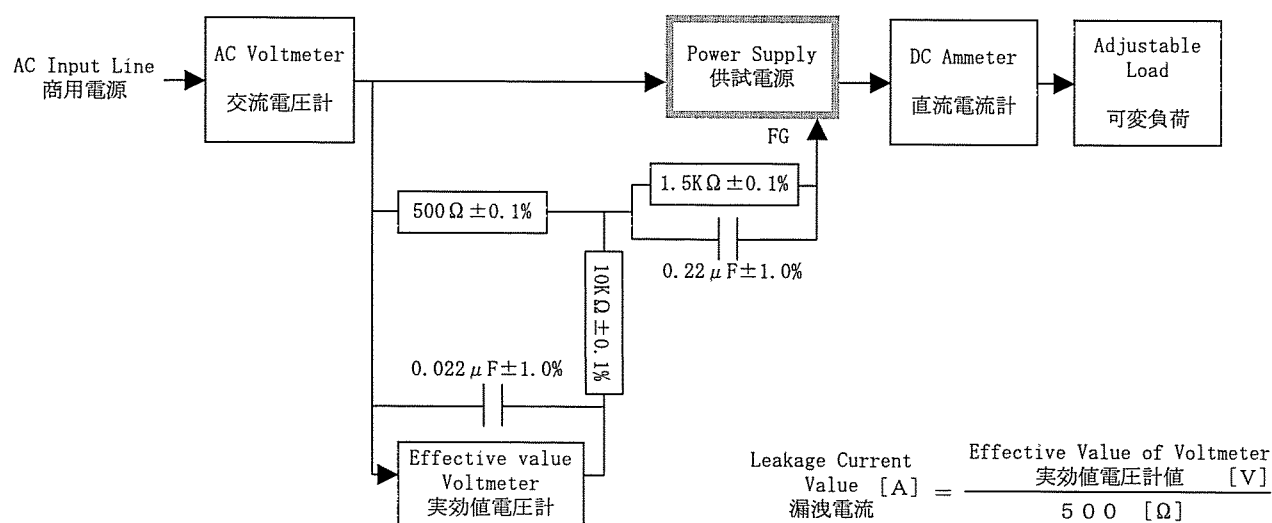 AC Input Line
商用電源
AC Voltmeter
交流電圧計
Power Supply
供試電源
DC Ammeter
直流電流計
Adjustable
Load
可変負荷
FG
500Ω±0.1%
1.5KΩ±0.1%
0.22μF±1.0%
10KΩ±0.1%
0.022μF±1.0%
Effective value
Voltmeter
実効値電圧計
Leakage Current
Value [A] =
漏洩電流
Effective Value of Voltmeter
実効値電圧計値 [V]
500 [Ω]